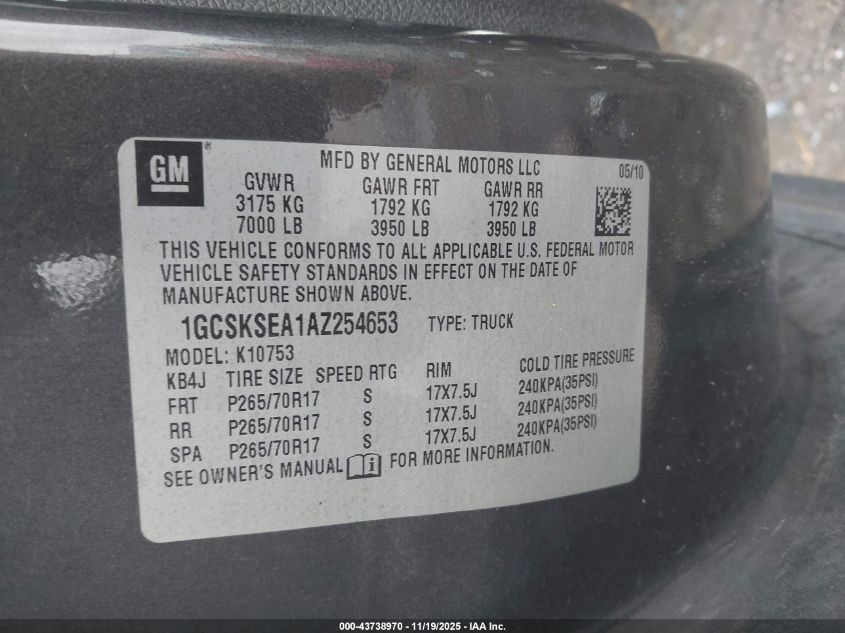 GM®
MFD BY GENERAL MOTORS LLC 05/10
GVWR GAWR FRT GAWR RR
3175 KG 1792 KG 1792 KG
7000 LB 3950 LB 3950 LB
THIS VEHICLE CONFORMS TO ALL APPLICABLE U.S. FEDERAL MOTOR
VEHICLE SAFETY STANDARDS IN EFFECT ON THE DATE OF
MANUFACTURE SHOWN ABOVE.
1GCSKSEA1AZ254653 TYPE: TRUCK
MODEL: K10753
KB4J TIRE SIZE SPEED RTG RIM COLD TIRE PRESSURE
FRT P265/70R17 S 17X7.5J 240KPA(35PSI)
RR P265/70R17 S 17X7.5J 240KPA(35PSI)
SPA P265/70R17 S 17X7.5J 240KPA(35PSI)
SEE OWNER'S MANUAL i FOR MORE INFORMATION.
000-43738970 - 11/19/2025 - IAA Inc.